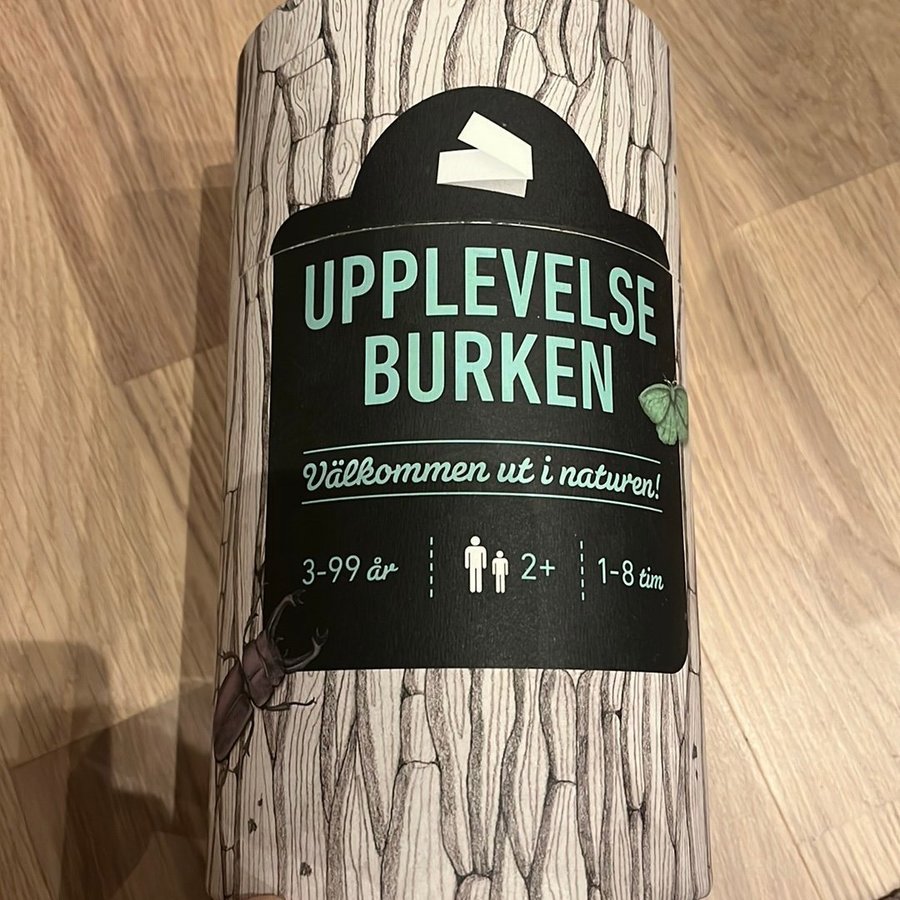 UPPLEVELSE
BURKEN
Välkommen ut i naturen!
3-99 år 2+ 1-8 tim